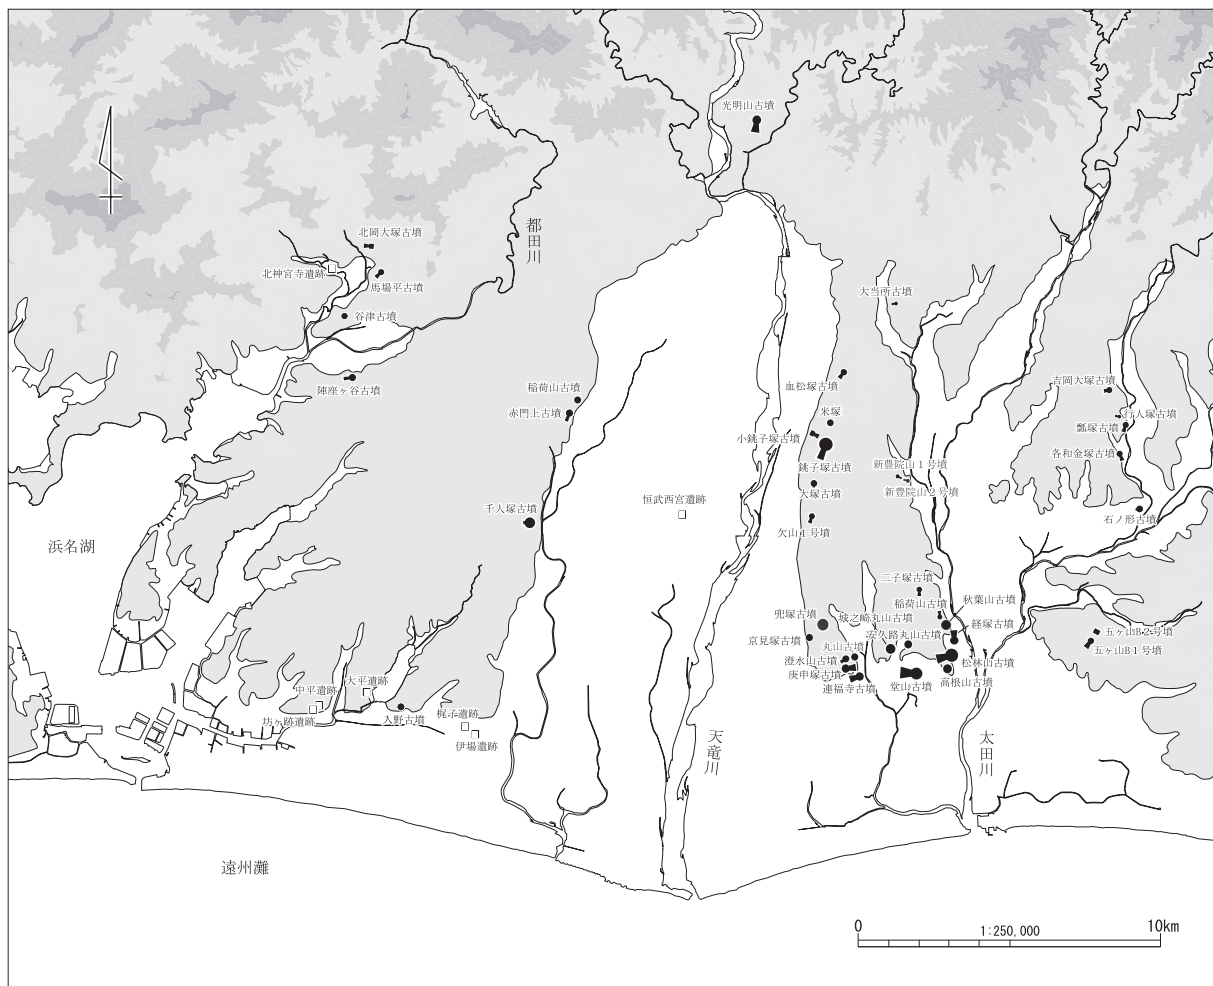 光明山古墳
都田川
北岡大塚古墳
北神宮寺遺跡
馬場平古墳
谷津古墳
陣座ヶ谷古墳
大当所古墳
稲荷山古墳
赤門上古墳
血松塚古墳
米塚
小銚子塚古墳
銚子塚古墳
大塚古墳
欠山1号墳
新豊院山1号墳
新豊院山2号墳
吉岡大塚古墳
行人塚古墳
瓢塚古墳
各和金塚古墳
石ノ形古墳
千人塚古墳
恒武西宮遺跡
浜名湖
二子塚古墳
稲荷山古墳
秋葉山古墳
経塚古墳
兜塚古墳
城之崎丸山古墳
京見塚古墳
安久路丸山古墳
丸山古墳
澄水山古墳
庚申塚古墳
連福寺古墳
堂山古墳
松林山古墳
高根山古墳
五ヶ山B2号墳
五ヶ山B1号墳
大平遺跡
中平遺跡
坊ヶ跡遺跡
入野古墳
梶子遺跡
伊場遺跡
天竜川
太田川
遠州灘
0
1:250,000
10km